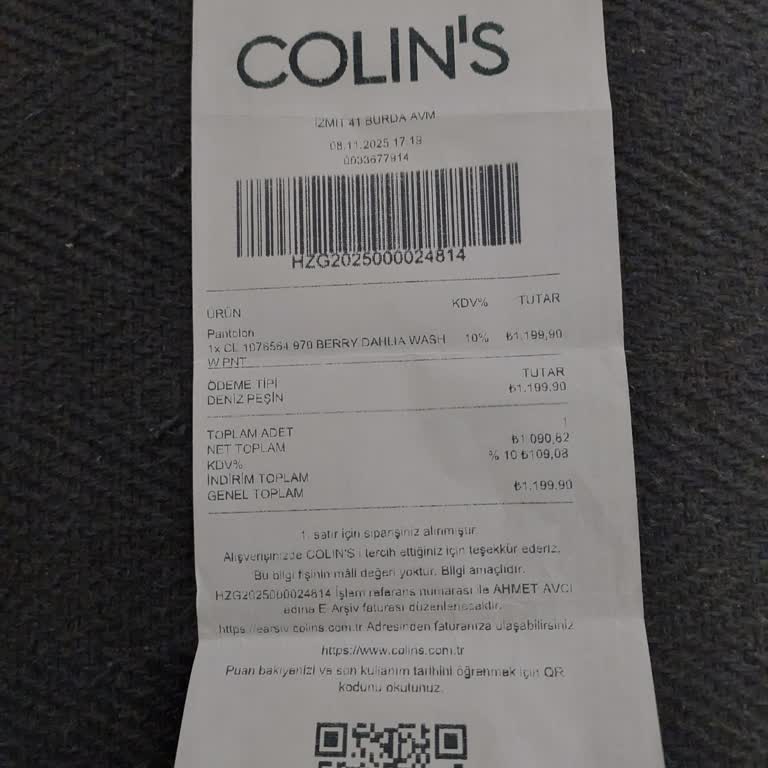 COLIN'S
İZMİT 41 BURDA AVM
08.11.2025 17:19
0033677914
HZG2025000024814
ÜRÜN KDV% TUTAR
Pantolon
1x CL 1076564 970 BERRY DAHLIA WASH 10% ₺1.199,90
W.PNT
ÖDEME TİPİ TUTAR
DENİZ PEŞİN ₺1.199,90
TOPLAM ADET 1
NET TOPLAM ₺1.090,82
KDV% % 10 ₺109,08
İNDİRİM TOPLAM
GENEL TOPLAM ₺1.199,90
1. satır için siparişiniz alınmıştır.
Alışverişinizde COLIN'S i tercih ettiğiniz için teşekkür ederiz.
Bu bilgi fişinin mâli değeri yoktur. Bilgi amaçlıdır.
HZG2025000024814 İşlem referans numarası ile AHMET AVCI
adına E-Arşiv faturası düzenlenecektir.
https://earsiv.colins.com.tr Adresinden faturanıza ulaşabilirsiniz
https://www.colins.com.tr
Puan bakiyenizi ve son kullanım tarihini öğrenmek için QR
kodunu okutunuz.